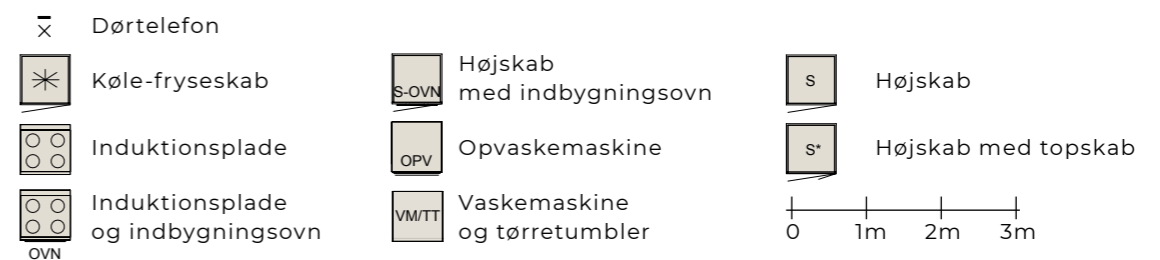 x
Dørtelefon
Køle-fryseskab
Induktionsplade
Induktionsplade
og indbygningsovn
OVN
S-OVN
Højskab
med indbygningsovn
OPV
Opvaskemaskine
VM/TT
Vaskemaskine
og tørretumbler
S
Højskab
S*
Højskab med topskab
0 1m 2m 3m